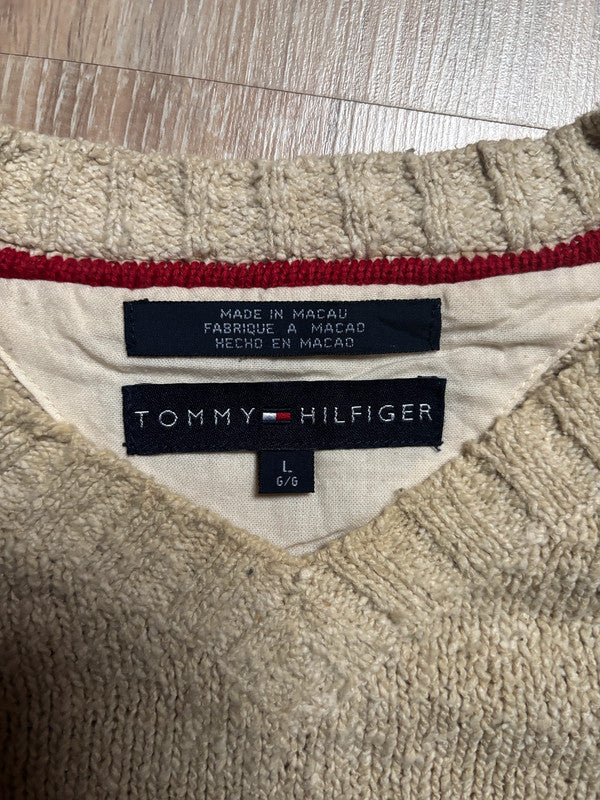 MADE IN MACAU
FABRIQUE A MACAO
HECHO EN MACAO
TOMMY HILFIGER
L
G/G